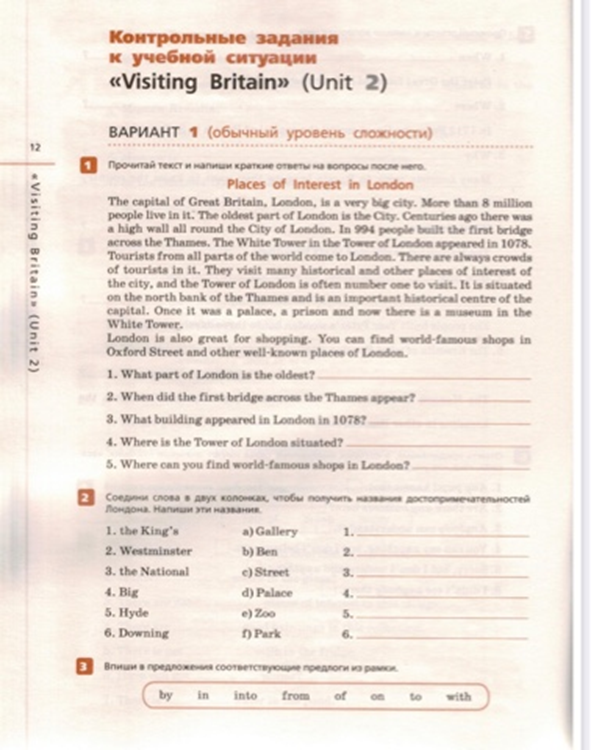 Контрольные задания
к учебной ситуации
«Visiting Britain» (Unit 2)
ВАРИАНТ 1 (обычный уровень сложности)
12
«Visiting Britain» (Unit 2)
1 Прочитай текст и напиши краткие ответы на вопросы после него.
Places of Interest in London
The capital of Great Britain, London, is a very big city. More than 8 million
people live in it. The oldest part of London is the City. Centuries ago there was
a high wall all round the City of London. In 994 people built the first bridge
across the Thames. The White Tower in the Tower of London appeared in 1078.
Tourists from all parts of the world come to London. There are always crowds
of tourists in it. They visit many historical and other places of interest of
the city, and the Tower of London is often number one to visit. It is situated
on the north bank of the Thames and is an important historical centre of the
capital. Once it was a palace, a prison and now there is a museum in the
White Tower.
London is also great for shopping. You can find world-famous shops in
Oxford Street and other well-known places of London.
1. What part of London is the oldest?
2. When did the first bridge across the Thames appear?
3. What building appeared in London in 1078?
4. Where is the Tower of London situated?
5. Where can you find world-famous shops in London?
2 Соедини слова в двух колонках, чтобы получить названия достопримечательностей
Лондона. Напиши эти названия.
1. the King's a) Gallery 1.
2. Westminster b) Ben 2.
3. the National c) Street 3.
4. Big d) Palace 4.
5. Hyde e) Zoo 5.
6. Downing f) Park 6.
3 Впиши в предложения соответствующие предлоги из рамки.
by in into from of on to with